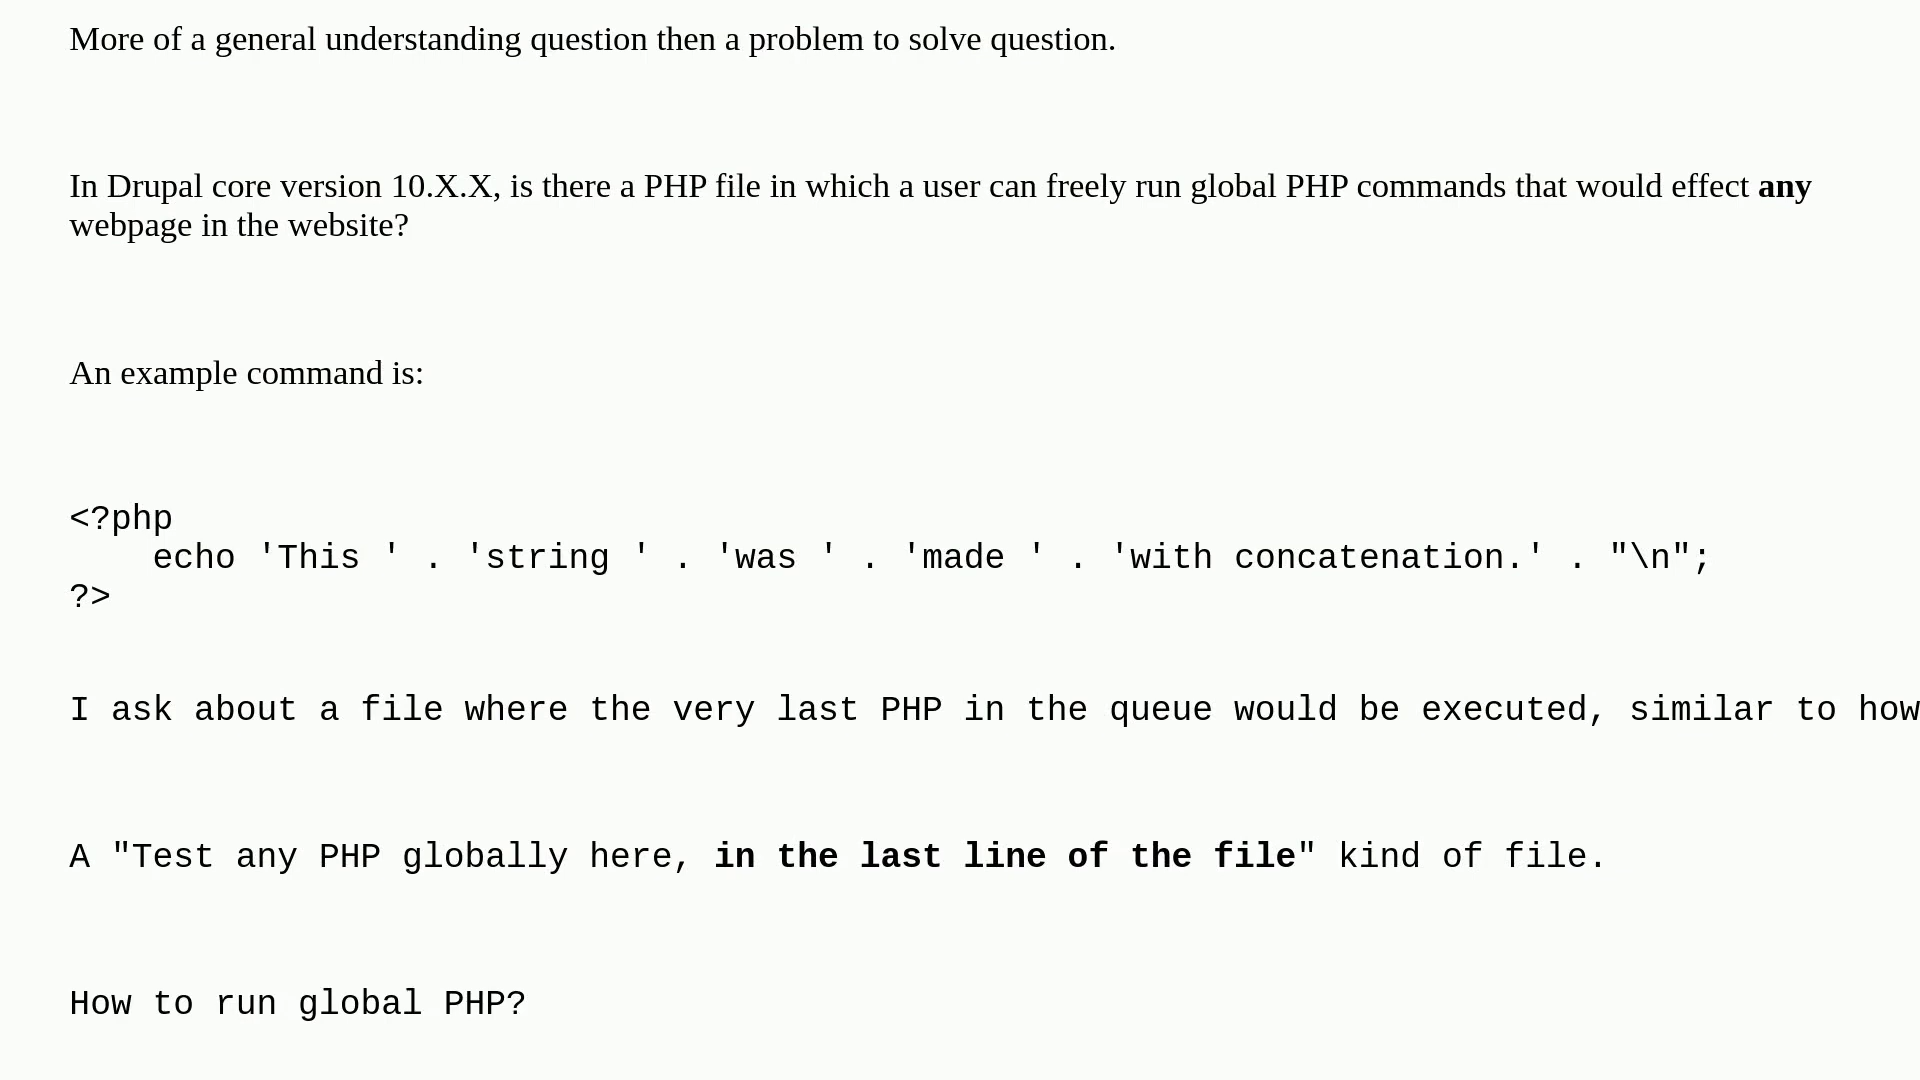 More of a general understanding question then a problem to solve question.
In Drupal core version 10.X.X, is there a PHP file in which a user can freely run global PHP commands that would effect any
webpage in the website?
An example command is:
<?php
    echo 'This ' . 'string ' . 'was ' . 'made ' . 'with concatenation.' . "\n";
?>
I ask about a file where the very last PHP in the queue would be executed, similar to how
A "Test any PHP globally here, in the last line of the file" kind of file.
How to run global PHP?